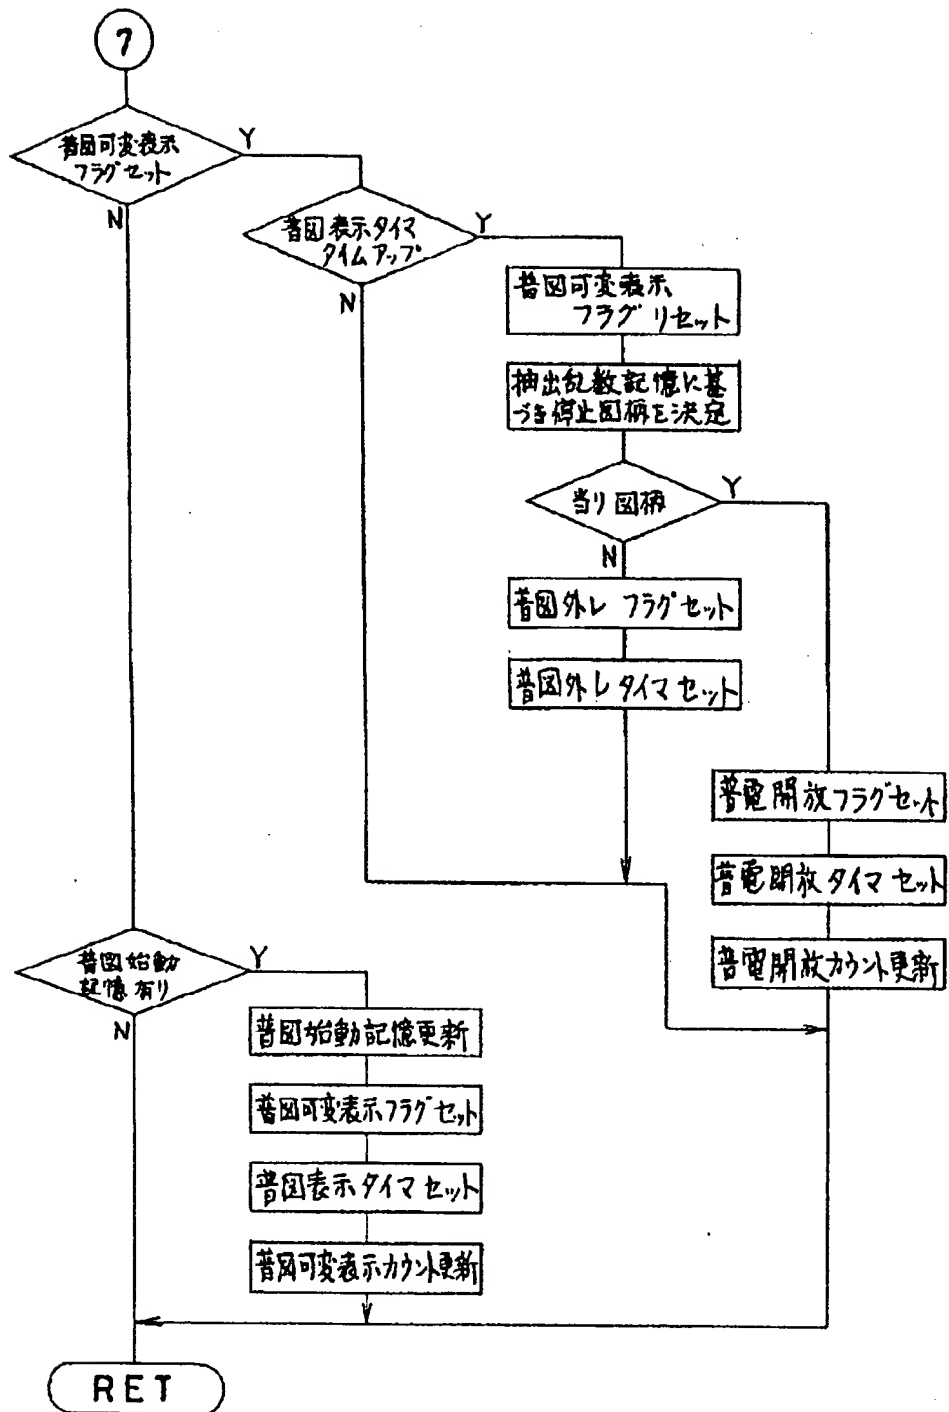 7
普図可変表示
フラグセット
Y
N
普図表示タイマ
タイムアップ
Y
N
普図可変表示
フラグリセット
抽出乱数記憶に基
づき停止図柄を決定
当り図柄
Y
N
普図外レフラグセット
普図外レタイマセット
普電開放フラグセット
普電開放タイマセット
普電開放カウント更新
普図始動
記憶有り
Y
N
普図始動記憶更新
普図可変表示フラグセット
普図表示タイマセット
普図可変表示カウント更新
RET